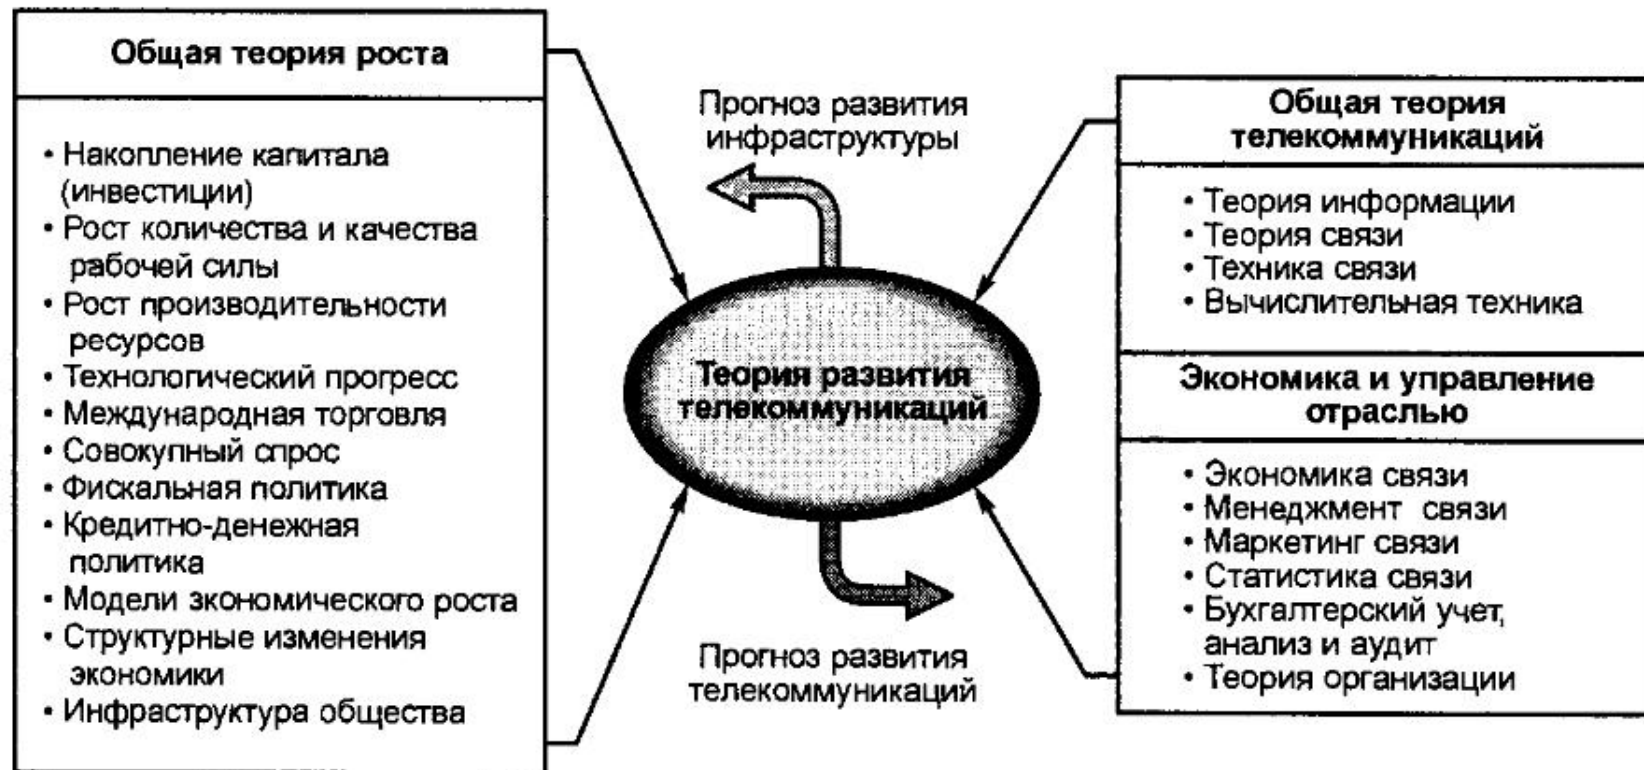 Общая теория роста
• Накопление капитала
(инвестиции)
• Рост количества и качества
рабочей силы
• Рост производительности
ресурсов
• Технологический прогресс
• Международная торговля
• Совокупный спрос
• Фискальная политика
• Кредитно-денежная
политика
• Модели экономического роста
• Структурные изменения
экономики
• Инфраструктура общества
Прогноз развития
инфраструктуры
Теория развития
телекоммуникаций
Прогноз развития
телекоммуникаций
Общая теория
телекоммуникаций
• Теория информации
• Теория связи
• Техника связи
• Вычислительная техника
Экономика и управление
отраслью
• Экономика связи
• Менеджмент связи
• Маркетинг связи
• Статистика связи
• Бухгалтерский учет,
анализ и аудит
• Теория организации